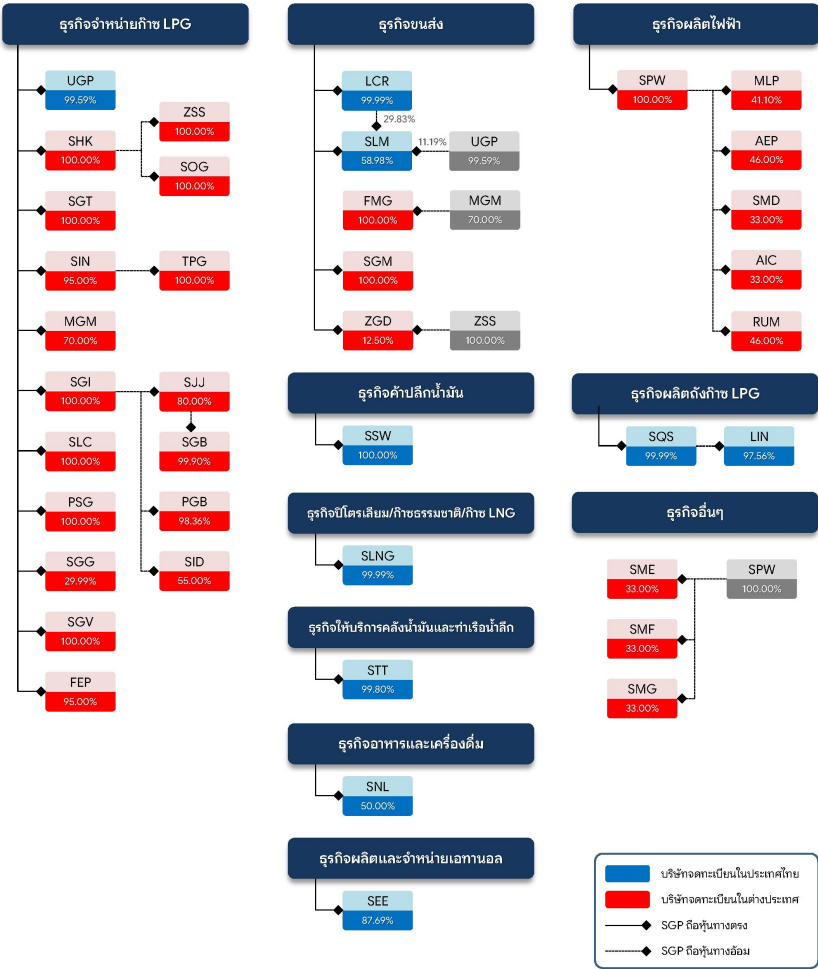 ธุรกิจจำหน่ายก๊าซ LPG
UGP
99.59%
SHK
100.00%
ZSS
100.00%
SOG
100.00%
SGT
100.00%
SIN
95.00%
TPG
100.00%
MGM
70.00%
SGI
100.00%
SJJ
80.00%
SLC
100.00%
SGB
99.90%
PSG
100.00%
PGB
98.36%
SGG
29.99%
SID
55.00%
SGV
100.00%
FEP
95.00%
ธุรกิจขนส่ง
LCR
99.99%
29.83%
SLM
58.98%
11.19%
UGP
99.59%
FMG
100.00%
MGM
70.00%
SGM
100.00%
ZGD
12.50%
ZSS
100.00%
ธุรกิจค้าปลีกน้ำมัน
SSW
100.00%
ธุรกิจปิโตรเลียม/ก๊าซธรรมชาติ/ก๊าซ LNG
SLNG
99.99%
ธุรกิจให้บริการคลังน้ำมันและท่าเรือน้ำลึก
STT
99.80%
ธุรกิจอาหารและเครื่องดื่ม
SNL
50.00%
ธุรกิจผลิตและจำหน่ายเอทานอล
SEE
87.69%
ธุรกิจผลิตไฟฟ้า
SPW
100.00%
MLP
41.10%
AEP
46.00%
SMD
33.00%
AIC
33.00%
RUM
46.00%
ธุรกิจผลิตถังก๊าซ LPG
SQS
99.99%
LIN
97.56%
ธุรกิจอื่นๆ
SME
33.00%
SPW
100.00%
SMF
33.00%
SMG
33.00%
บริษัทจดทะเบียนในประเทศไทย
บริษัทจดทะเบียนในต่างประเทศ
SGP ถือหุ้นทางตรง
SGP ถือหุ้นทางอ้อม